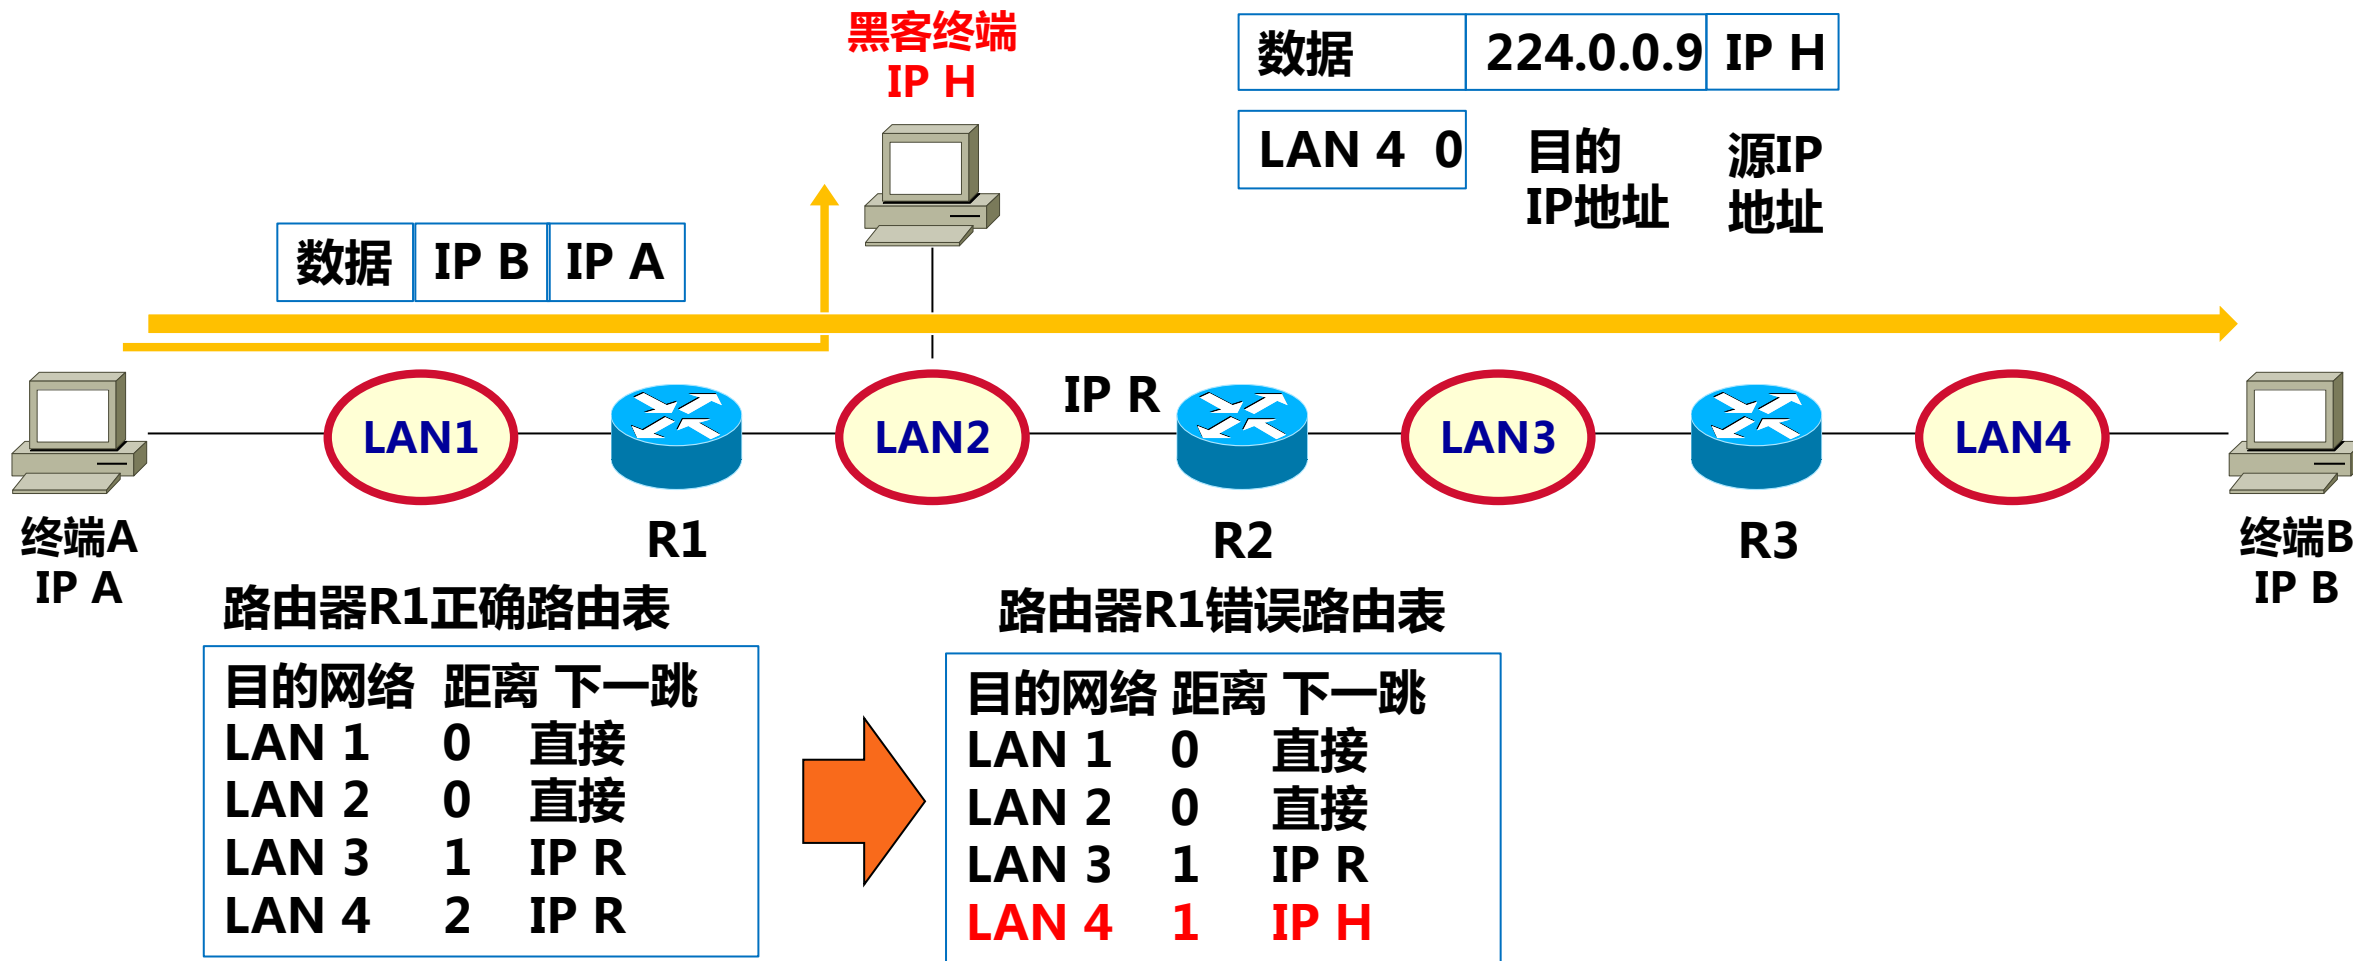 黑客终端
IP H
数据 224.0.0.9 IP H
LAN 4 0
目的
IP地址
源IP
地址
数据 IP B IP A
IP R
LAN1
LAN2
LAN3
LAN4
终端A
IP A
R1
R2
R3
终端B
IP B
路由器R1正确路由表
目的网络 距离 下一跳
LAN 1 0 直接
LAN 2 0 直接
LAN 3 1 IP R
LAN 4 2 IP R
路由器R1错误路由表
目的网络 距离 下一跳
LAN 1 0 直接
LAN 2 0 直接
LAN 3 1 IP R
LAN 4 1 IP H